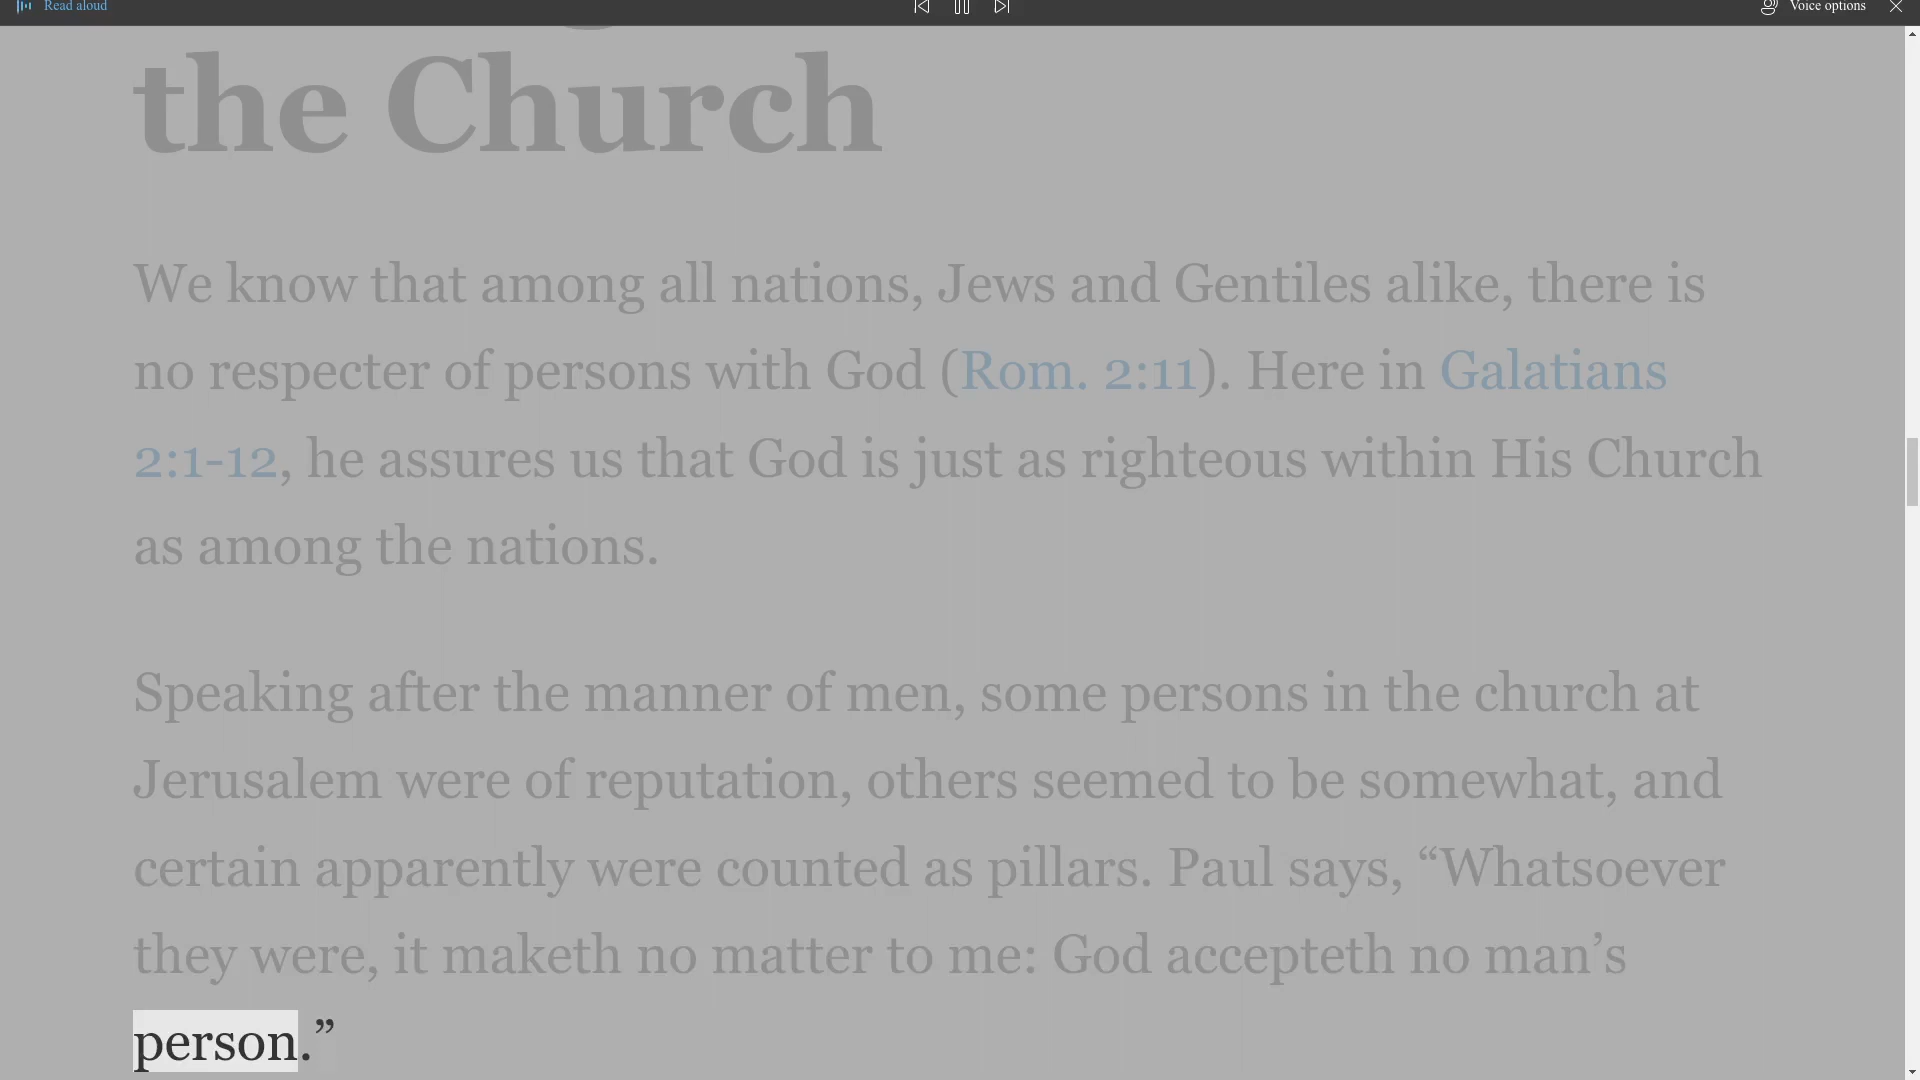 Read aloud
Voice options
the Church
We know that among all nations, Jews and Gentiles alike, there is
no respecter of persons with God (Rom. 2:11). Here in Galatians
2:1-12, he assures us that God is just as righteous within His Church
as among the nations.
Speaking after the manner of men, some persons in the church at
Jerusalem were of reputation, others seemed to be somewhat, and
certain apparently were counted as pillars. Paul says, “Whatsoever
they were, it maketh no matter to me: God accepteth no man’s
person.”